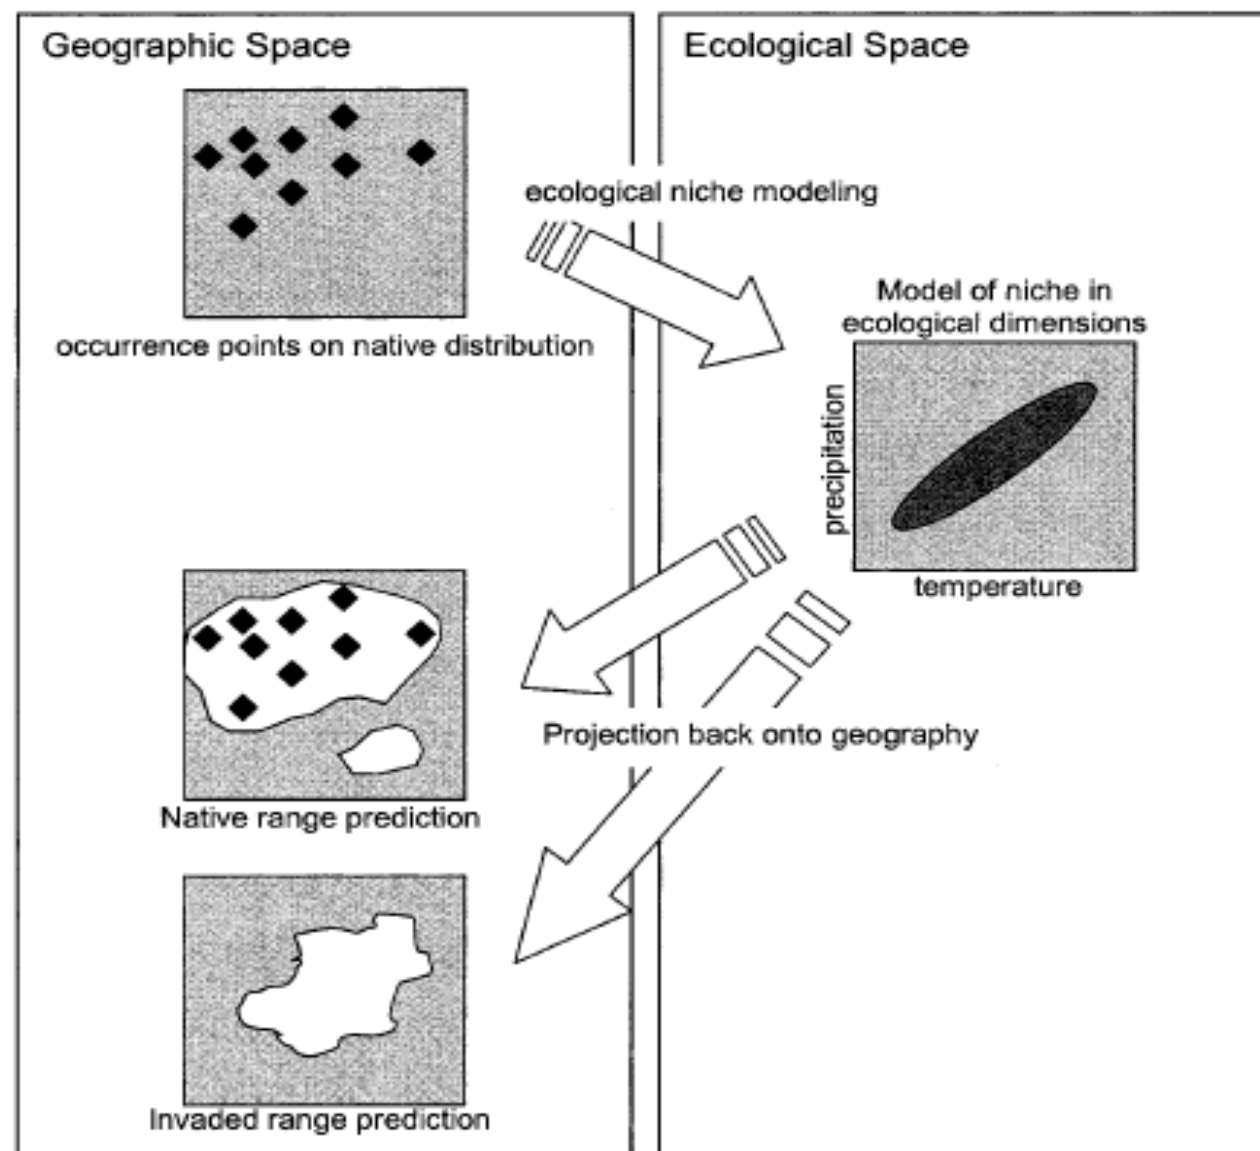 Geographic Space
Ecological Space
ecological niche modeling
occurrence points on native distribution
Model of niche in
ecological dimensions
precipitation
temperature
Projection back onto geography
Native range prediction
Invaded range prediction